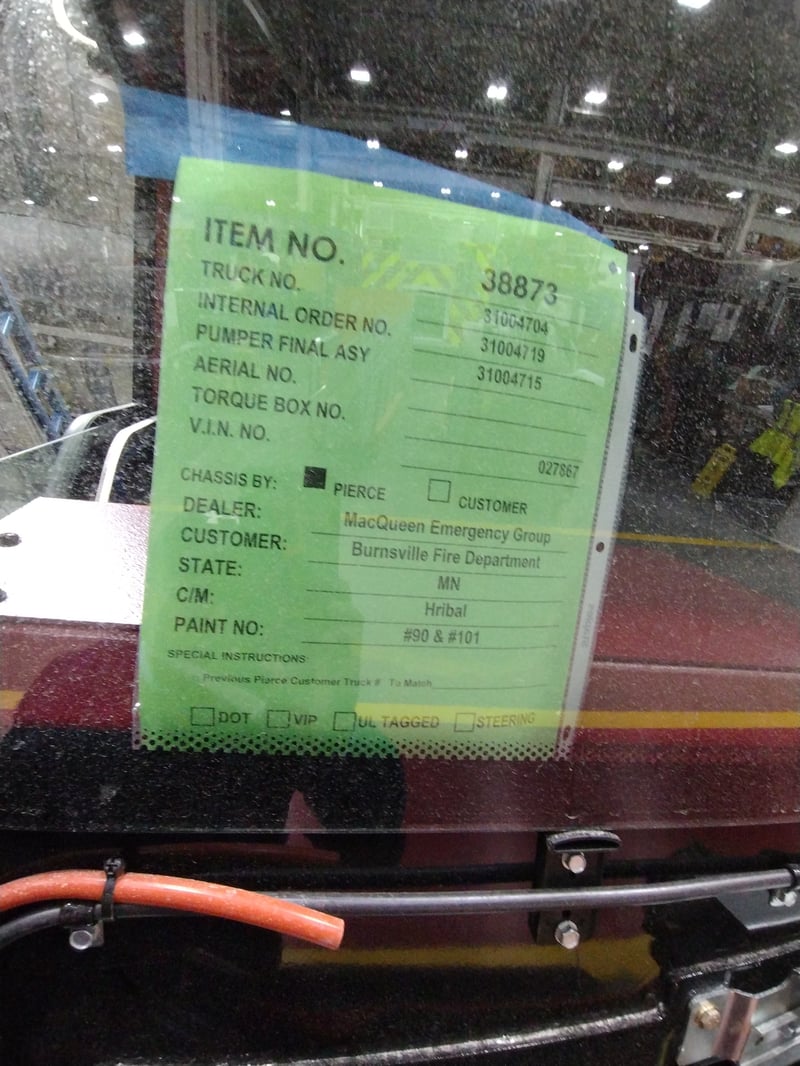 ITEM NO. 38873
TRUCK NO. 31004704
INTERNAL ORDER NO. 31004719
PUMPER FINAL ASY 31004715
AERIAL NO.
TORQUE BOX NO.
V.I.N. NO. 027867
CHASSIS BY: PIERCE CUSTOMER
DEALER: MacQueen Emergency Group
CUSTOMER: Burnsville Fire Department
STATE: MN
C/M: Hribal
PAINT NO: #90 & #101
SPECIAL INSTRUCTIONS
Previous Pierce Customer Truck # To Match
DOT VIP UL TAGGED STEERING